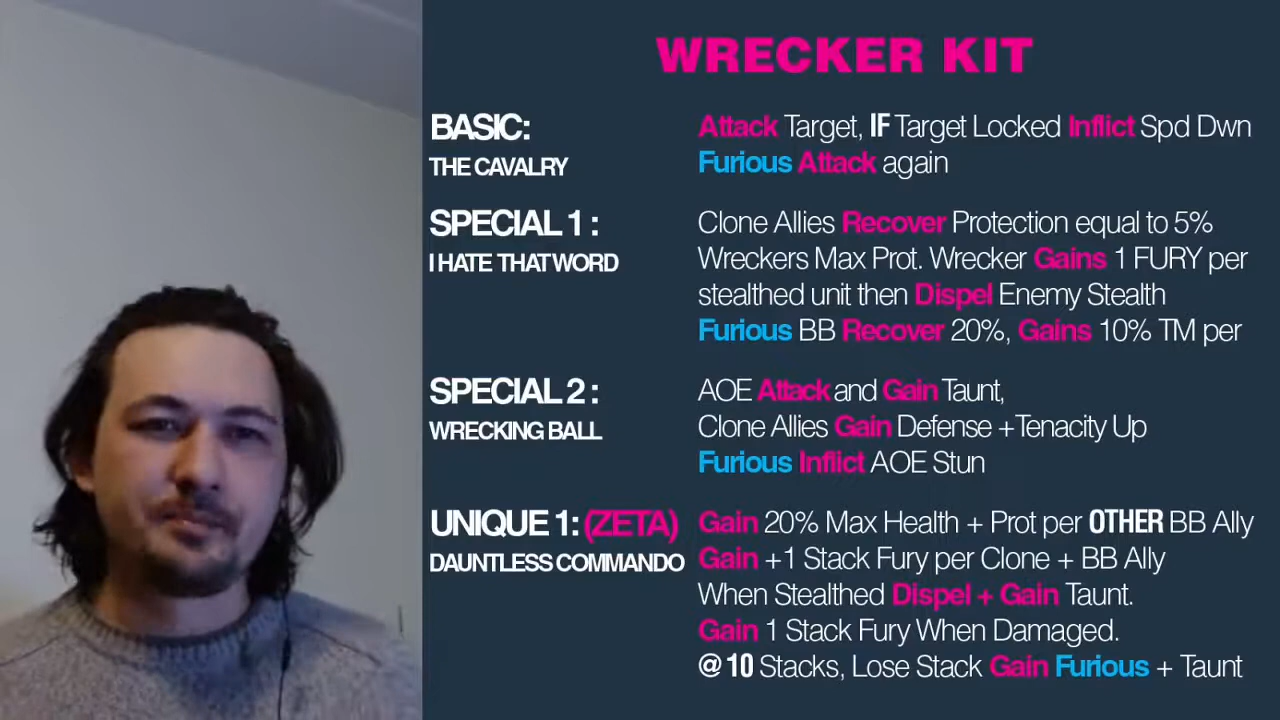 WRECKER KIT
BASIC:
THE CAVALRY
Attack Target, IF Target Locked Inflict Spd Dwn
Furious Attack again
SPECIAL 1 :
I HATE THAT WORD
Clone Allies Recover Protection equal to 5%
Wreckers Max Prot. Wrecker Gains 1 FURY per
stealthed unit then Dispel Enemy Stealth
Furious BB Recover 20%, Gains 10% TM per
SPECIAL 2 :
WRECKING BALL
AOE Attack and Gain Taunt,
Clone Allies Gain Defense +Tenacity Up
Furious Inflict AOE Stun
UNIQUE 1: (ZETA)
DAUNTLESS COMMANDO
Gain 20% Max Health + Prot per OTHER BB Ally
Gain +1 Stack Fury per Clone + BB Ally
When Stealthed Dispel + Gain Taunt.
Gain 1 Stack Fury When Damaged.
@ 10 Stacks, Lose Stack Gain Furious + Taunt